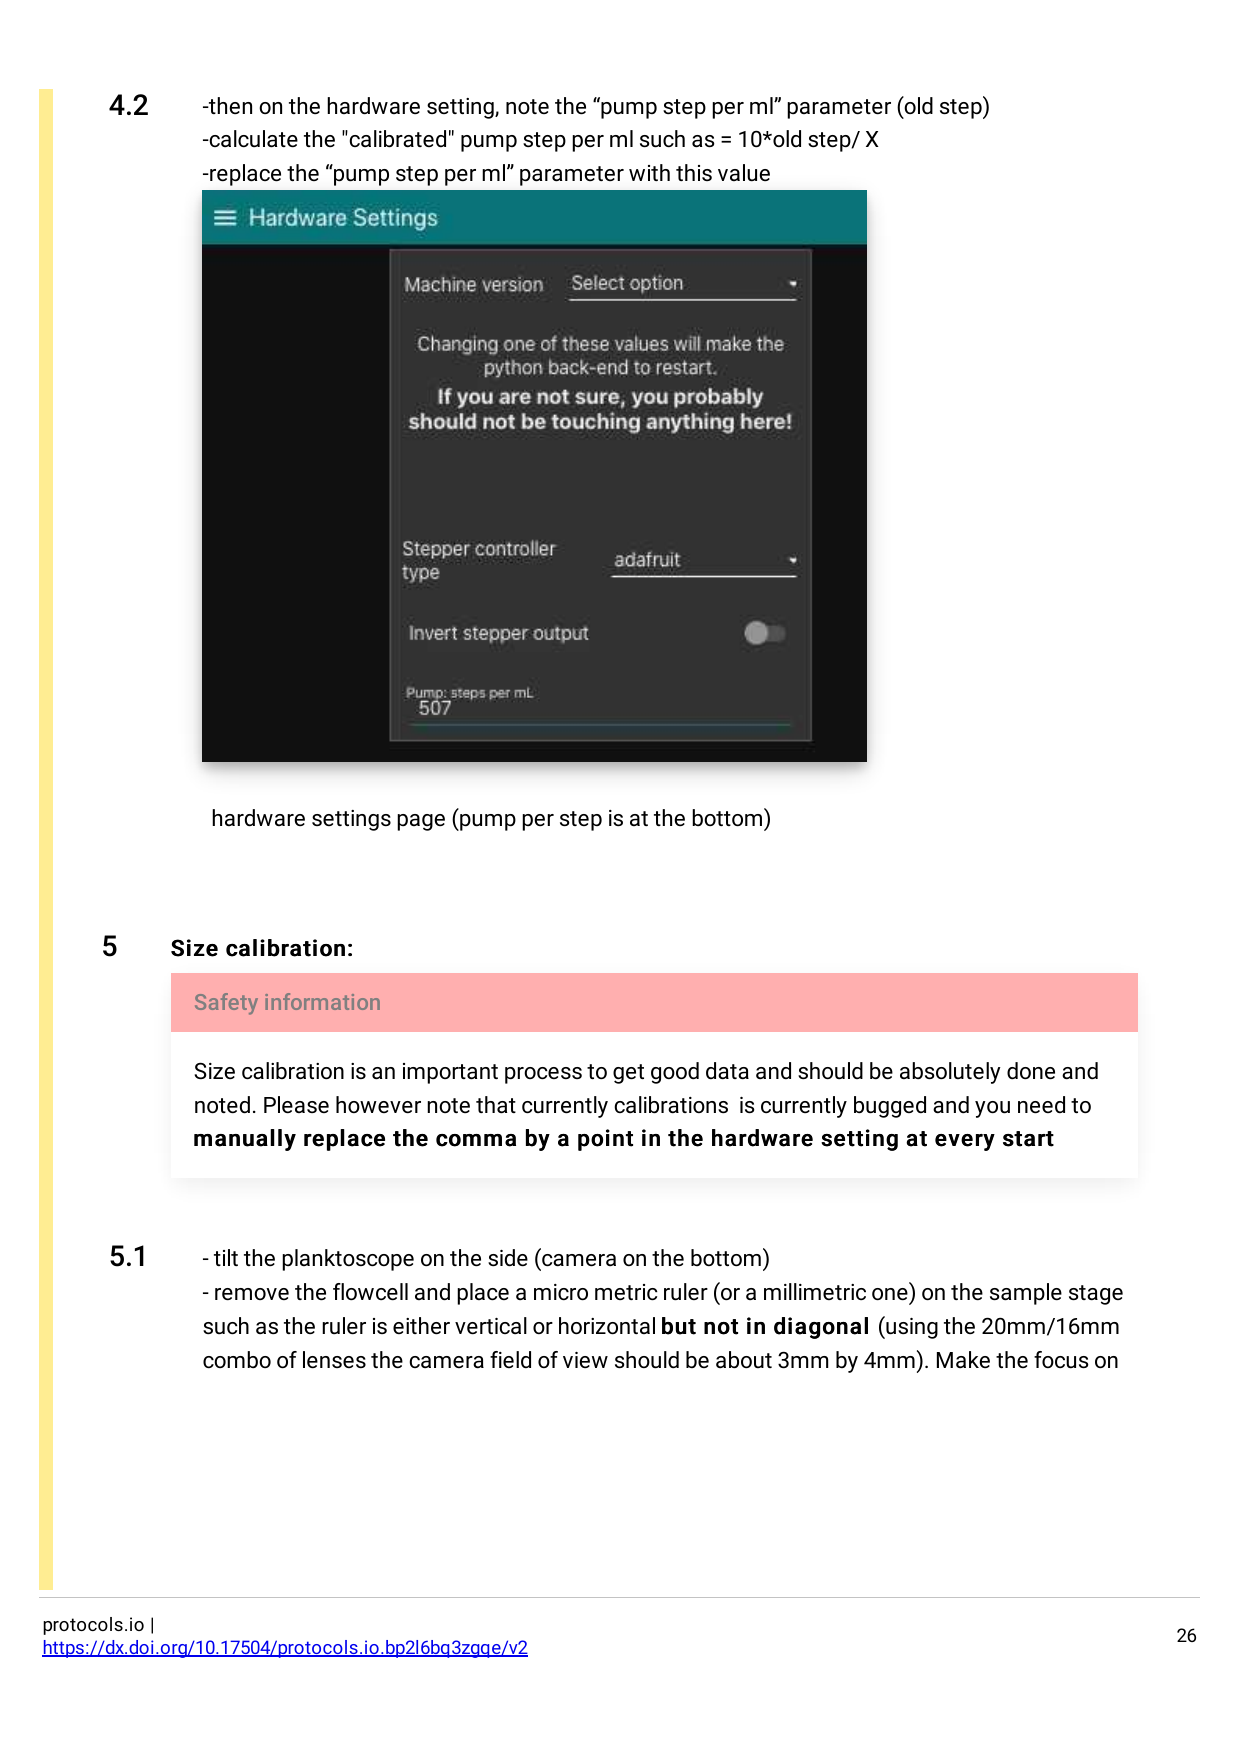 4.2 -then on the hardware setting, note the “pump step per ml” parameter (old step)
-calculate the "calibrated" pump step per ml such as = 10*old step/ X
-replace the “pump step per ml” parameter with this value
Hardware Settings
Machine version Select option
Changing one of these values will make the
python back-end to restart.
If you are not sure, you probably
should not be touching anything here!
Stepper controller
type
adafruit
Invert stepper output
Pump: steps per mL
507
hardware settings page (pump per step is at the bottom)
5 Size calibration:
Safety information
Size calibration is an important process to get good data and should be absolutely done and
noted. Please however note that currently calibrations  is currently bugged and you need to
manually replace the comma by a point in the hardware setting at every start
5.1 - tilt the planktoscope on the side (camera on the bottom)
- remove the flowcell and place a micro metric ruler (or a millimetric one) on the sample stage
such as the ruler is either vertical or horizontal but not in diagonal (using the 20mm/16mm
combo of lenses the camera field of view should be about 3mm by 4mm). Make the focus on
protocols.io |
https://dx.doi.org/10.17504/protocols.io.bp2l6bq3zgqe/v2
26